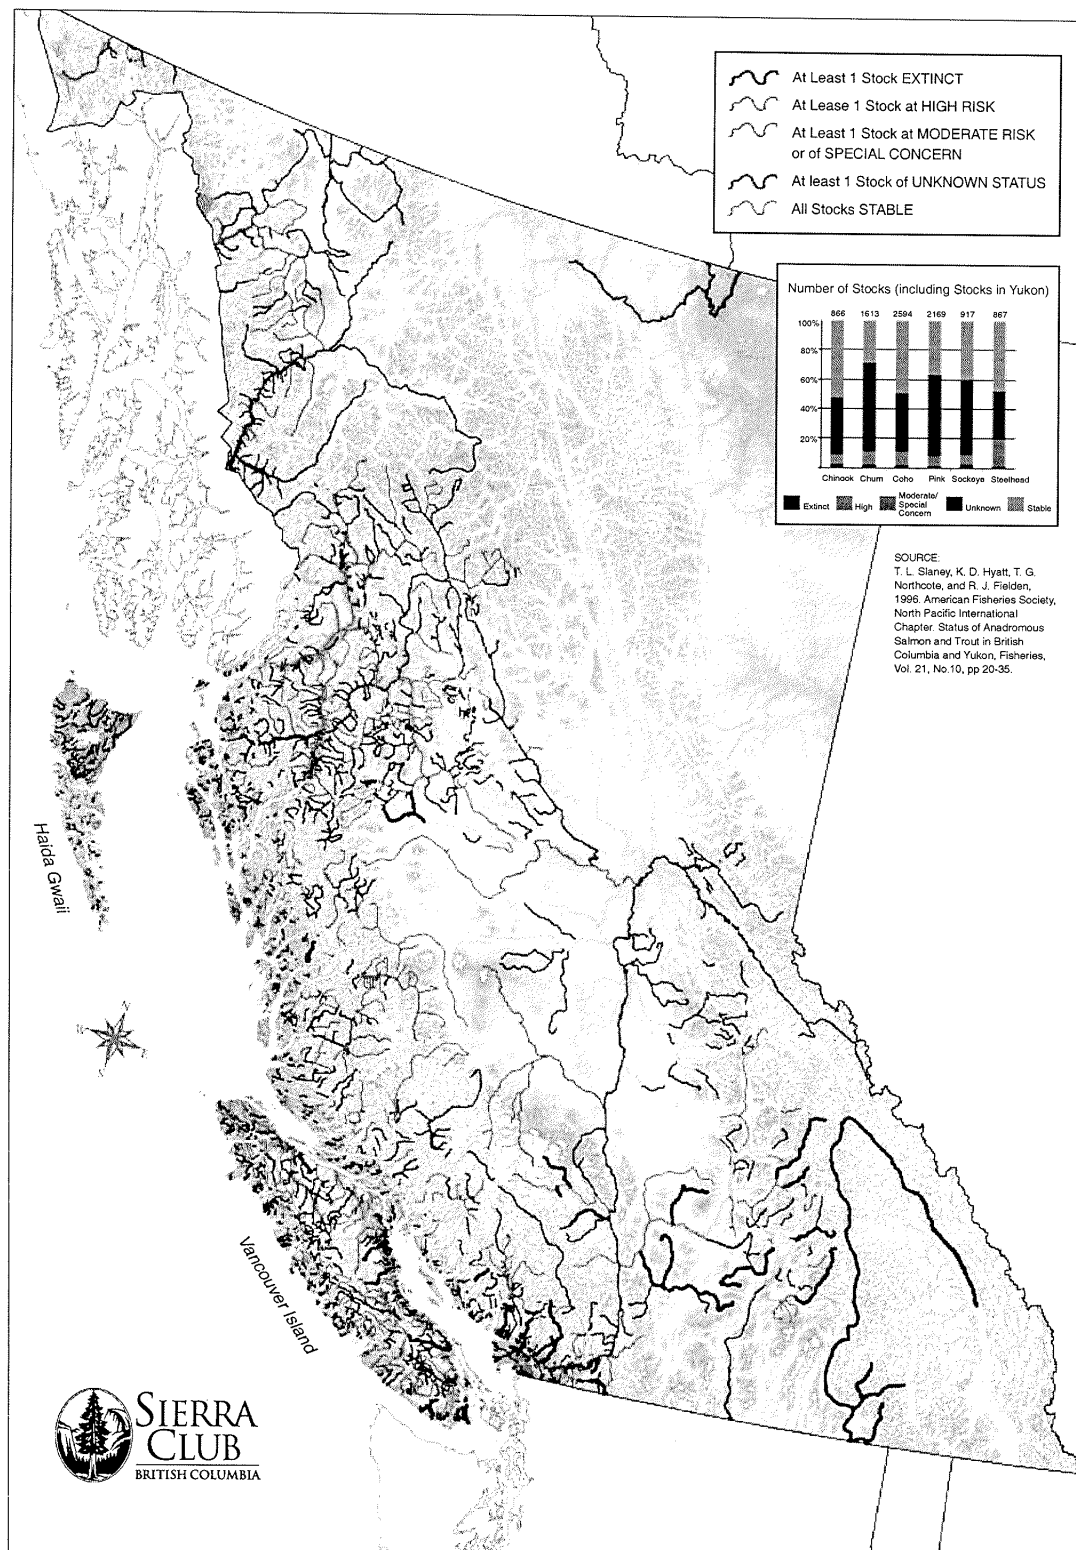 At Least 1 Stock EXTINCT
At Lease 1 Stock at HIGH RISK
At Least 1 Stock at MODERATE RISK
or of SPECIAL CONCERN
At least 1 Stock of UNKNOWN STATUS
All Stocks STABLE
Number of Stocks (including Stocks in Yukon)
866 1613 2594 2169 917 867
100%
80%
60%
40%
20%
Chinook Chum Coho Pink Sockeye Steelhead
Extinct High Moderate/
Special
Concern Unknown Stable
SOURCE:
T. L. Slaney, K. D. Hyatt, T. G.
Northcote, and R. J. Fielden,
1996. American Fisheries Society,
North Pacific International
Chapter. Status of Anadromous
Salmon and Trout in British
Columbia and Yukon, Fisheries,
Vol. 21, No.10, pp 20-35.
Haida Gwaii
Vancouver Island
SIERRA
CLUB
BRITISH COLUMBIA